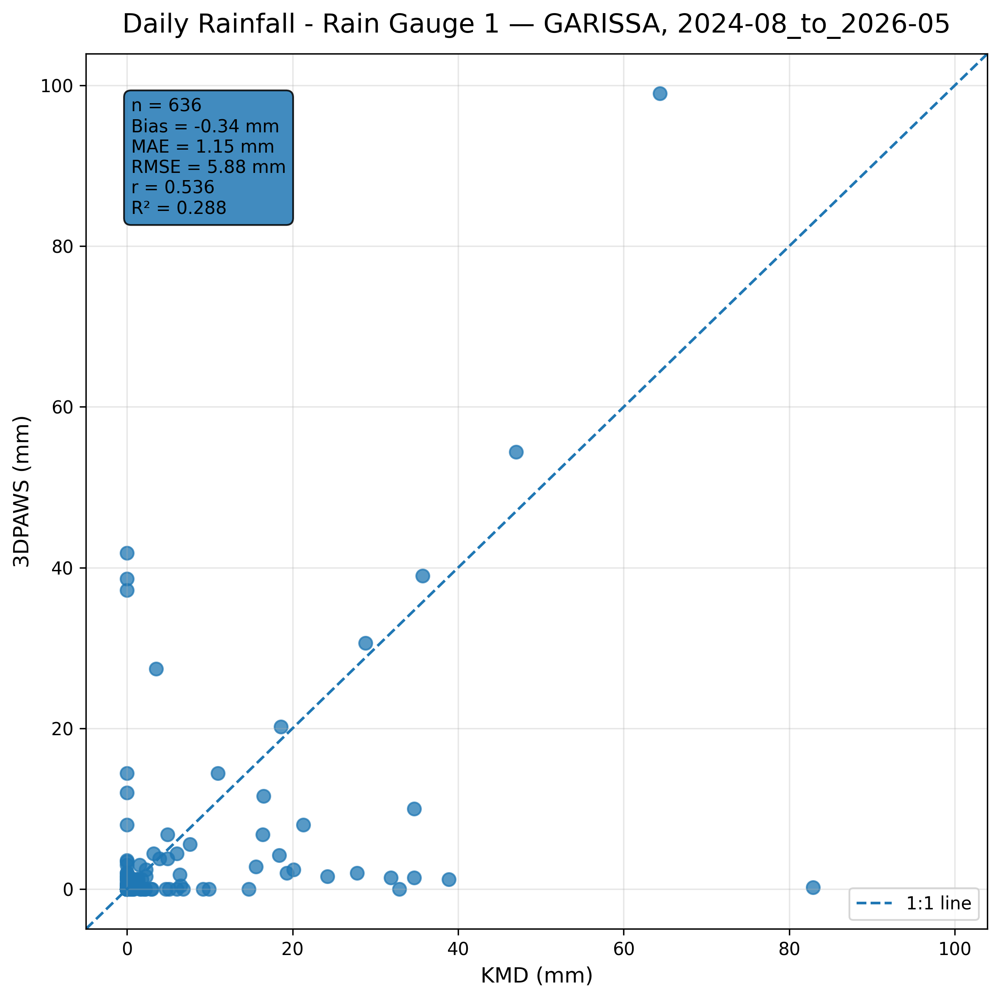 Daily Rainfall - Rain Gauge 1 — GARISSA, 2024-08_to_2026-05
n = 636
Bias = -0.34 mm
MAE = 1.15 mm
RMSE = 5.88 mm
r = 0.536
R² = 0.288
100
80
60
40
20
0
3DPAWS (mm)
1:1 line
0 20 40 60 80 100
KMD (mm)